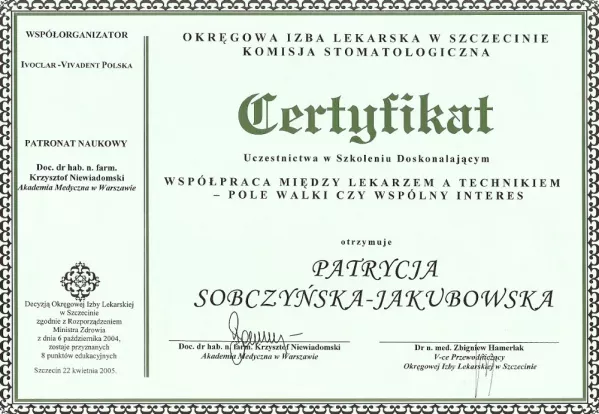 WSPÓŁORGANIZATOR
IVOCLAR -VIVADENT POLSKA
PATRONAT NAUKOWY
Doc. dr hab. n. farm.
Krzysztof Niewiadomski
Akademia Medyczna w Warszawie
Decyzją Okręgowej Izby Lekarskiej
w Szczecinie
zgodnie z Rozporządzeniem
Ministra Zdrowia
z dnia 6 października 2004,
zostaje przyznanych
8 punktów edukacyjnych
Szczecin 22 kwietnia 2005.
OKRĘGOWA IZBA LEKARSKA W SZCZECINIE
KOMISJA STOMATOLOGICZNA
Certyfikat
Uczestnictwa w Szkoleniu Doskonalającym
WSPÓŁPRACA MIĘDZY LEKARZEM A TECHNIKIEM
– POLE WALKI CZY WSPÓLNY INTERES
otrzymuje
PATRYCJA
SOBCZYŃSKA-JAKUBOWSKA
Doc. dr hab. n. farm. Krzysztof Niewiadomski
Akademia Medyczna w Warszawie
Dr n. med. Zbigniew Hamerlak
V-ce Przewodniczący
Okręgowej Izby Lekarskiej w Szczecinie